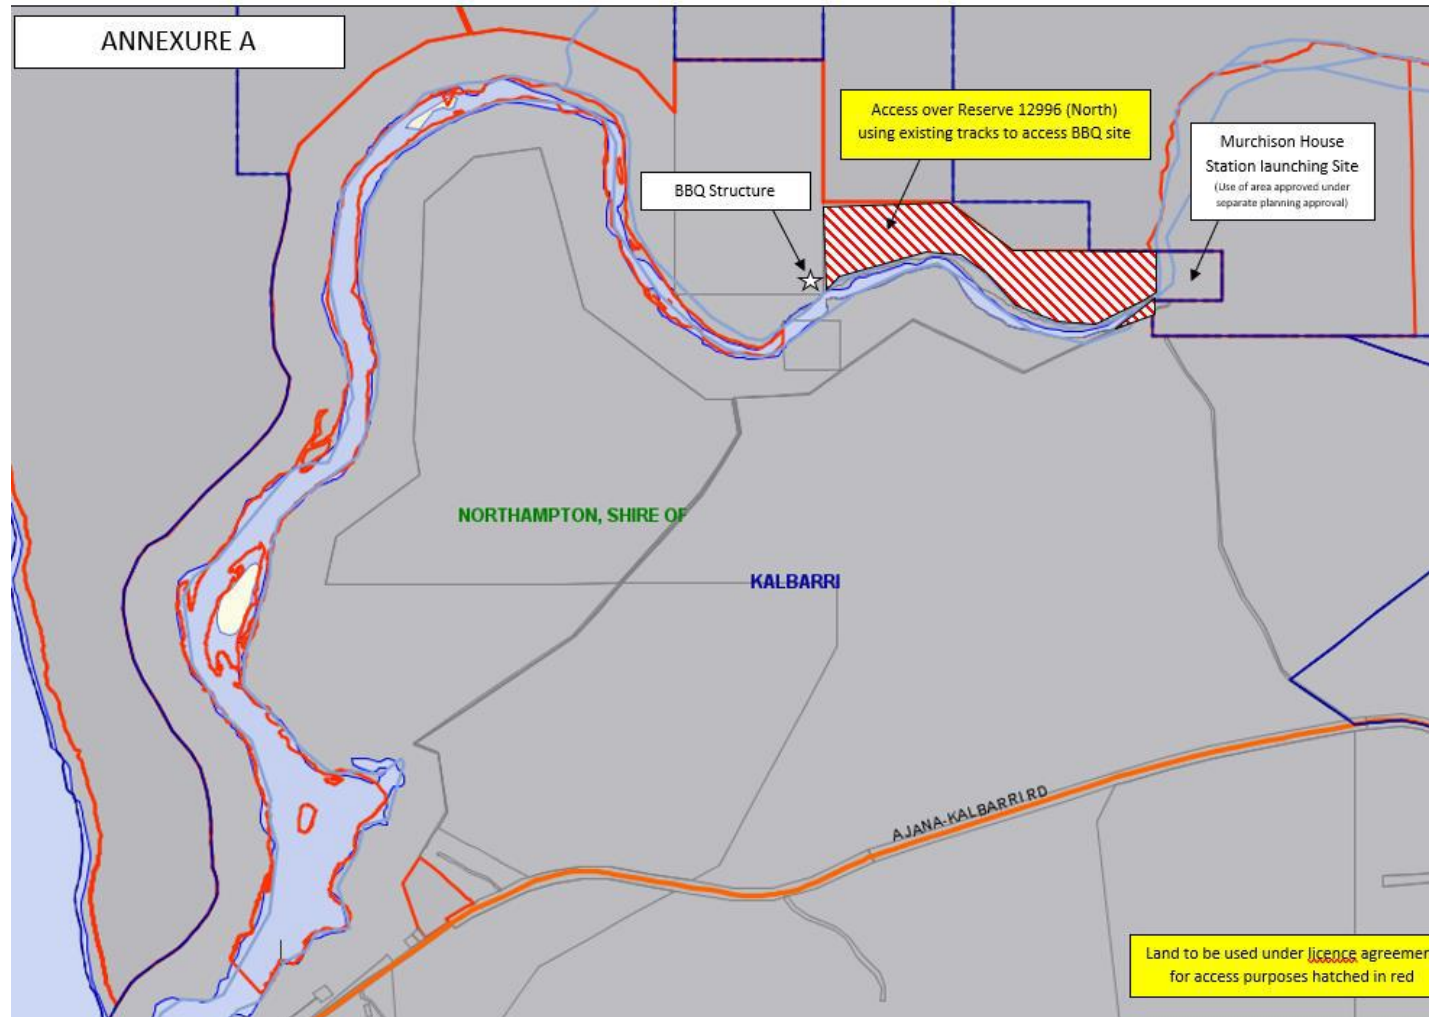 ANNEXURE A
Access over Reserve 12996 (North)
using existing tracks to access BBQ site
Murchison House
Station launching Site
(Use of area approved under
separate planning approval)
BBQ Structure
NORTHAMPTON, SHIRE OF
KALBARRI
AJANA-KALBARRI RD
Land to be used under licence agreemen
for access purposes hatched in red